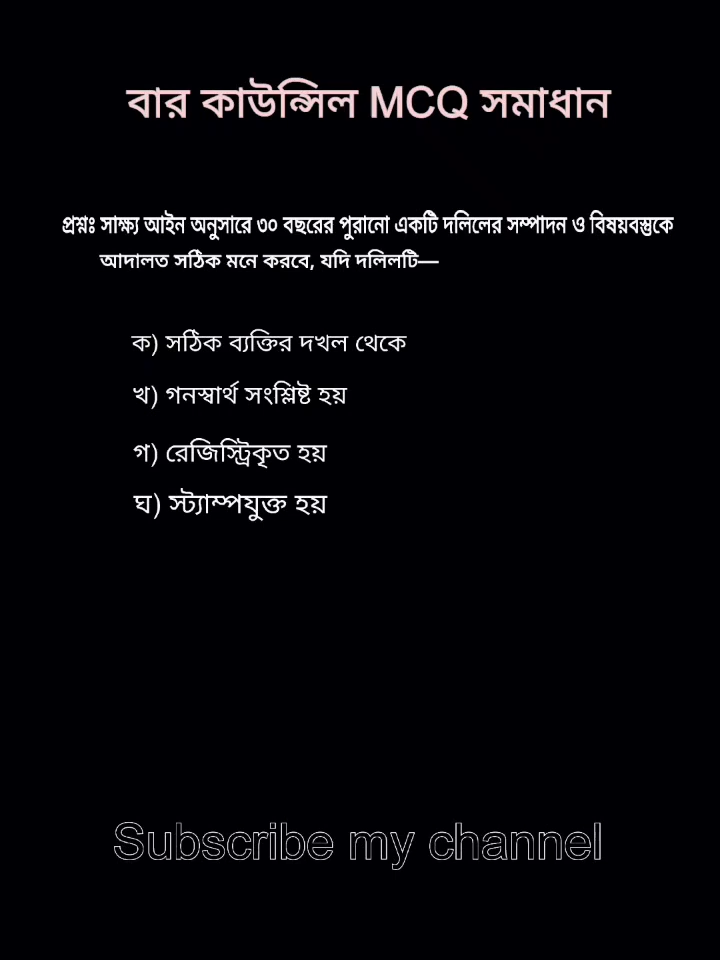 বার কাউন্সিল MCQ সমাধান
প্রশ্নঃ সাক্ষ্য আইন অনুসারে ৩০ বছরের পুরানো একটি দলিলের সম্পাদন ও বিষয়বস্তুকে
আদালত সঠিক মনে করবে, যদি দলিলটি—
ক) সঠিক ব্যক্তির দখল থেকে
খ) গনস্বার্থ সংশ্লিষ্ট হয়
গ) রেজিস্ট্রিকৃত হয়
ঘ) স্ট্যাম্পযুক্ত হয়
Subscribe my channel